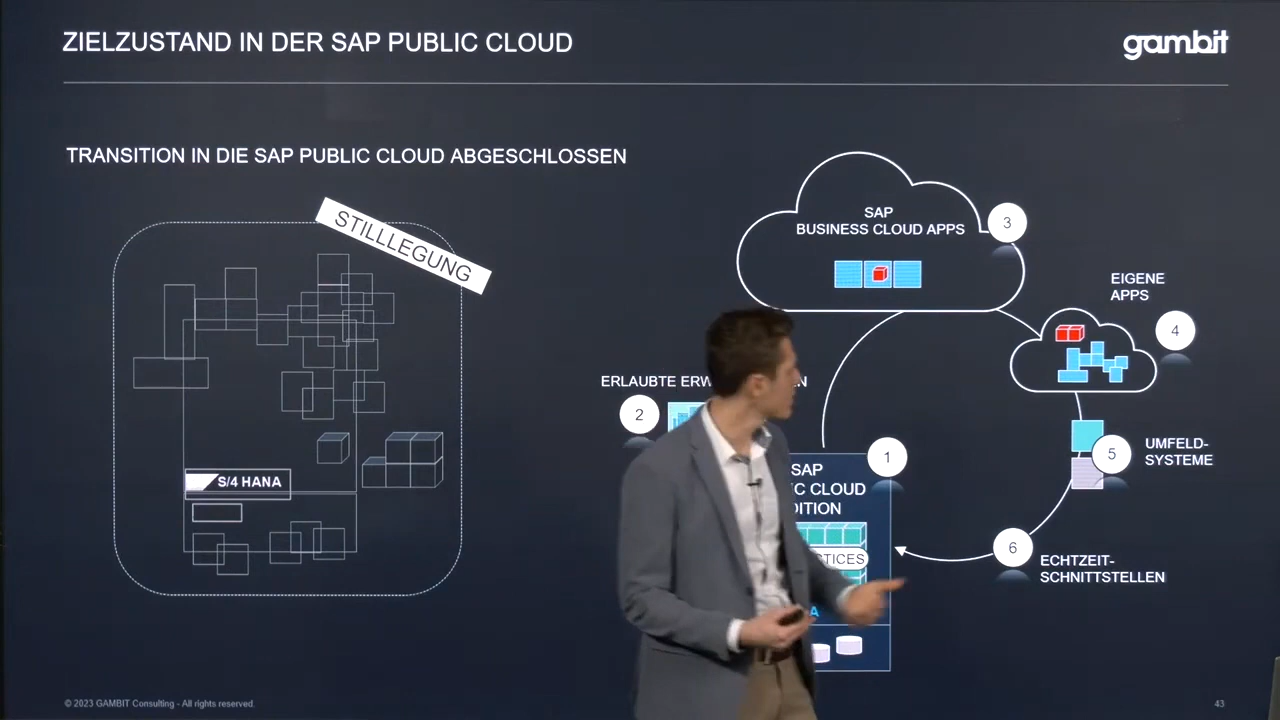 ZIELZUSTAND IN DER SAP PUBLIC CLOUD
gambit
TRANSITION IN DIE SAP PUBLIC CLOUD ABGESCHLOSSEN
STILLLEGUNG
SAP
BUSINESS CLOUD APPS
3
EIGENE
APPS
4
ERLAUBTE
2
1
SAP
CLOUD
UMFELD-
SYSTEME
5
S/4 HANA
6
ECHTZEIT-
SCHNITTSTELLEN
© 2023 GAMBIT Consulting - All rights reserved.
43